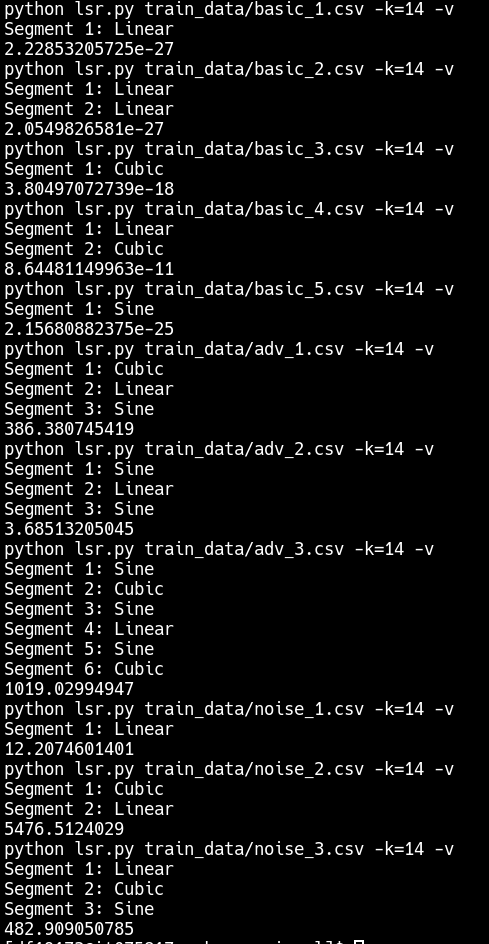 python lsr.py train_data/basic_1.csv -k=14 -v
Segment 1: Linear
2.22853205725e-27
python lsr.py train_data/basic_2.csv -k=14 -v
Segment 1: Linear
Segment 2: Linear
2.0549826581e-27
python lsr.py train_data/basic_3.csv -k=14 -v
Segment 1: Cubic
3.80497072739e-18
python lsr.py train_data/basic_4.csv -k=14 -v
Segment 1: Linear
Segment 2: Cubic
8.64481149963e-11
python lsr.py train_data/basic_5.csv -k=14 -v
Segment 1: Sine
2.15680882375e-25
python lsr.py train_data/adv_1.csv -k=14 -v
Segment 1: Cubic
Segment 2: Linear
Segment 3: Sine
386.380745419
python lsr.py train_data/adv_2.csv -k=14 -v
Segment 1: Sine
Segment 2: Linear
Segment 3: Sine
3.68513205045
python lsr.py train_data/adv_3.csv -k=14 -v
Segment 1: Sine
Segment 2: Cubic
Segment 3: Sine
Segment 4: Linear
Segment 5: Sine
Segment 6: Cubic
1019.02994947
python lsr.py train_data/noise_1.csv -k=14 -v
Segment 1: Linear
12.2074601401
python lsr.py train_data/noise_2.csv -k=14 -v
Segment 1: Cubic
Segment 2: Linear
5476.5124029
python lsr.py train_data/noise_3.csv -k=14 -v
Segment 1: Linear
Segment 2: Cubic
Segment 3: Sine
482.909050785